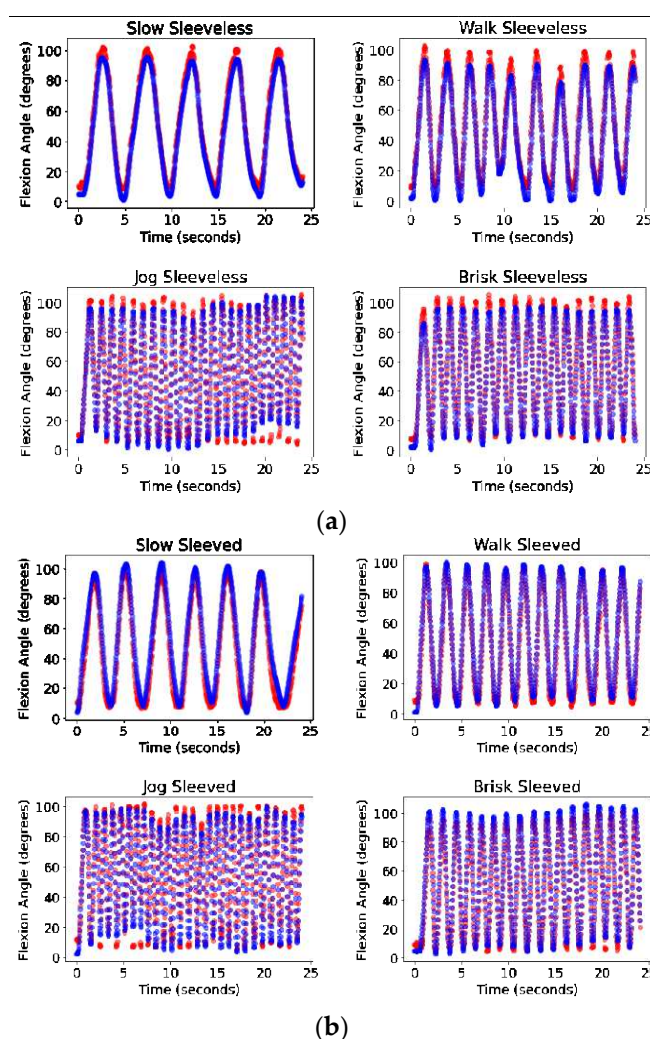 Slow Sleeveless
Flexion Angle (degrees)
100
80
60
40
20
0
0 5 10 15 20 25
Time (seconds)
Walk Sleeveless
Flexion Angle (degrees)
100
80
60
40
20
0
0 5 10 15 20 25
Time (seconds)
Jog Sleeveless
Flexion Angle (degrees)
100
80
60
40
20
0
0 5 10 15 20 25
Time (seconds)
Brisk Sleeveless
Flexion Angle (degrees)
100
80
60
40
20
0
0 5 10 15 20 25
Time (seconds)
(a)
Slow Sleeved
Flexion Angle (degrees)
100
80
60
40
20
0
0 5 10 15 20 25
Time (seconds)
Walk Sleeved
Flexion Angle (degrees)
100
80
60
40
20
0
0 5 10 15 20 25
Time (seconds)
Jog Sleeved
Flexion Angle (degrees)
100
80
60
40
20
0
0 5 10 15 20 25
Time (seconds)
Brisk Sleeved
Flexion Angle (degrees)
100
80
60
40
20
0
0 5 10 15 20 25
Time (seconds)
(b)